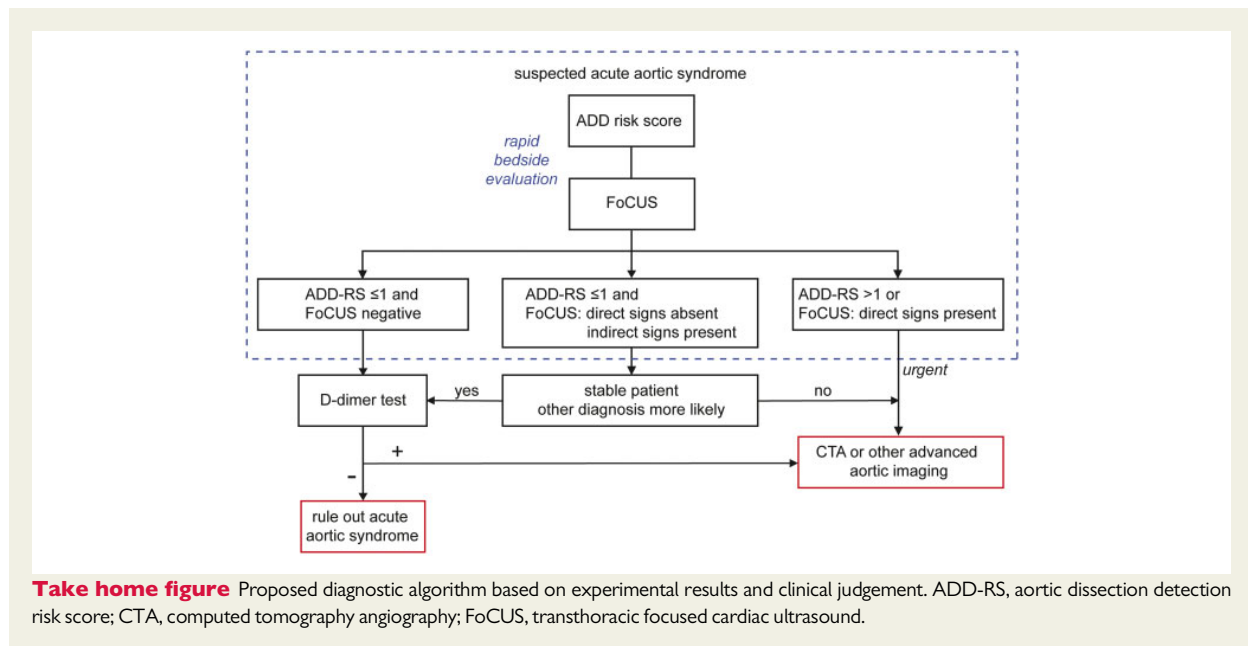 suspected acute aortic syndrome
ADD risk score
rapid
bedside
evaluation
FoCUS
ADD-RS ≤1 and
FoCUS negative
ADD-RS ≤1 and
FoCUS: direct signs absent
indirect signs present
ADD-RS >1 or
FoCUS: direct signs present
urgent
D-dimer test
yes
stable patient
other diagnosis more likely
no
+
CTA or other advanced
aortic imaging
-
rule out acute
aortic syndrome
Take home figure Proposed diagnostic algorithm based on experimental results and clinical judgement. ADD-RS, aortic dissection detection
risk score; CTA, computed tomography angiography; FoCUS, transthoracic focused cardiac ultrasound.